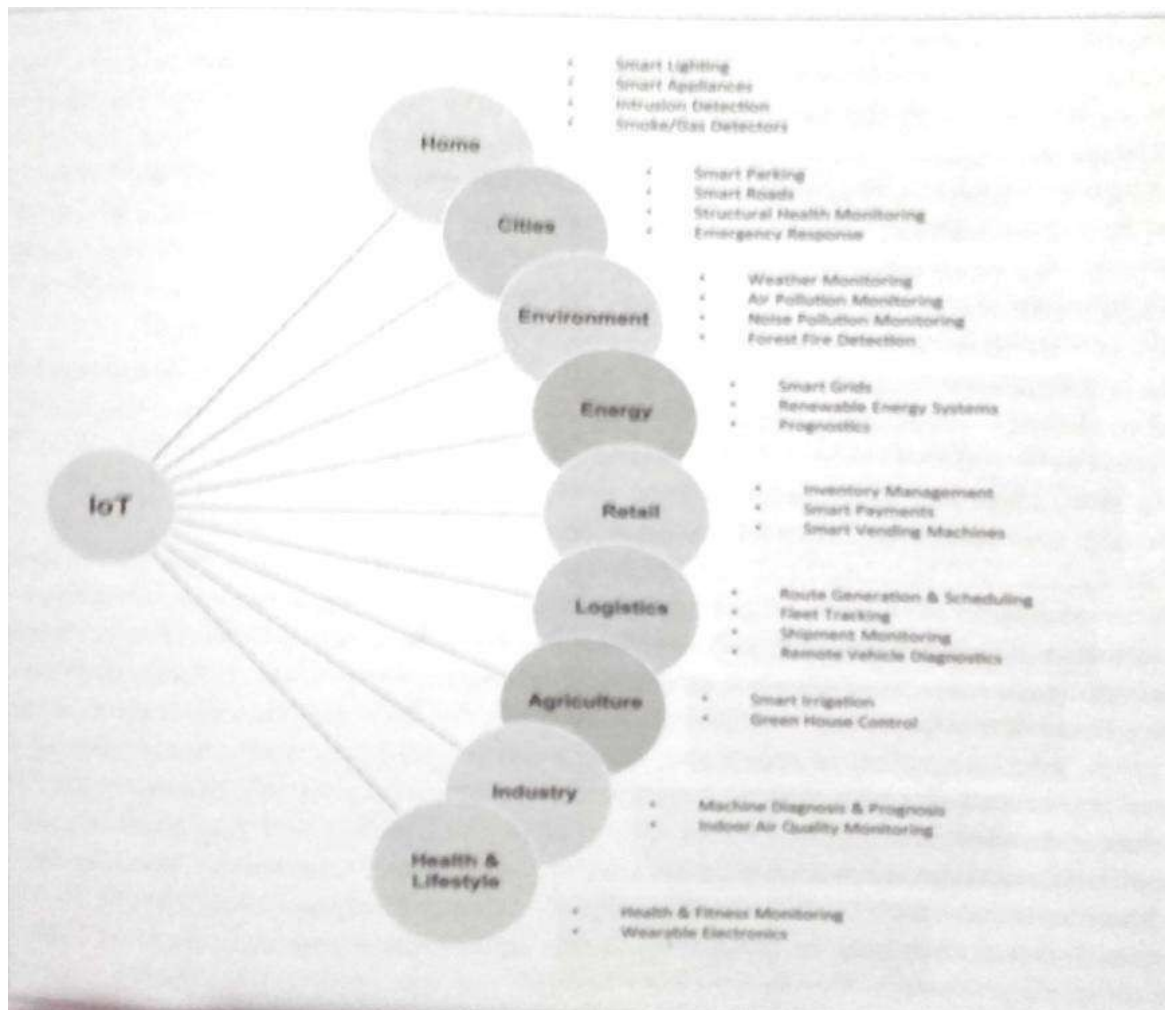 Smart Lighting
Smart Appliances
Intrusion Detection
Smoke/Gas Detectors
Home
Smart Parking
Smart Roads
Structural Health Monitoring
Emergency Response
Cities
Weather Monitoring
Air Pollution Monitoring
Noise Pollution Monitoring
Forest Fire Detection
Environment
Smart Grids
Renewable Energy Systems
Prognostics
Energy
IoT
Inventory Management
Smart Payments
Smart Vending Machines
Retail
Route Generation & Scheduling
Fleet Tracking
Shipment Monitoring
Remote Vehicle Diagnostics
Logistics
Smart Irrigation
Green House Control
Agriculture
Machine Diagnosis & Prognosis
Indoor Air Quality Monitoring
Industry
Health &
Lifestyle
Health & Fitness Monitoring
Wearable Electronics